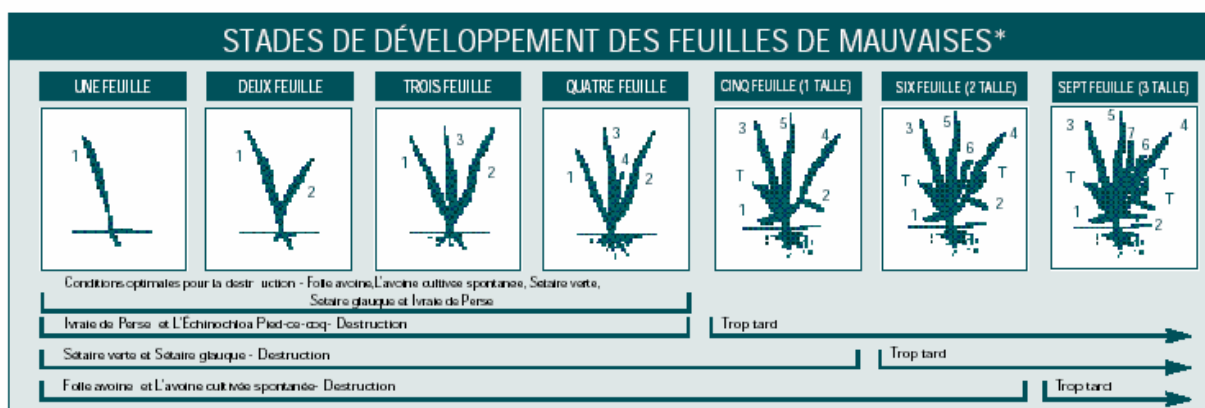 STADES DE DÉVELOPPEMENT DES FEUILLES DE MAUVAISES*
UNE FEUILLE
DEUX FEUILLE
TROIS FEUILLE
QUATRE FEUILLE
CINQ FEUILLE (1 TALLE)
SIX FEUILLE (2 TALLE)
SEPT FEUILLE (3 TALLE)
1
1 2
1 3 2
1 3 4 2
3 5 4 T 1 2
3 5 4 6 T T 1 2
3 5 7 6 4 T T T 1 2
Conditions optimales pour la destr uction - Folle avoine,L'avoine cultivee spontanee, Setaire verte,
Setaire glauque et Ivraie de Perse
Ivraie de Perse et L'Échinochloa Pied-ce-coq- Destruction
Trop tard
Sétaire verte et Sétaire glauque - Destruction
Trop tard
Folle avoine et L'avoine cultivée spontanée- Destruction
Trop tard